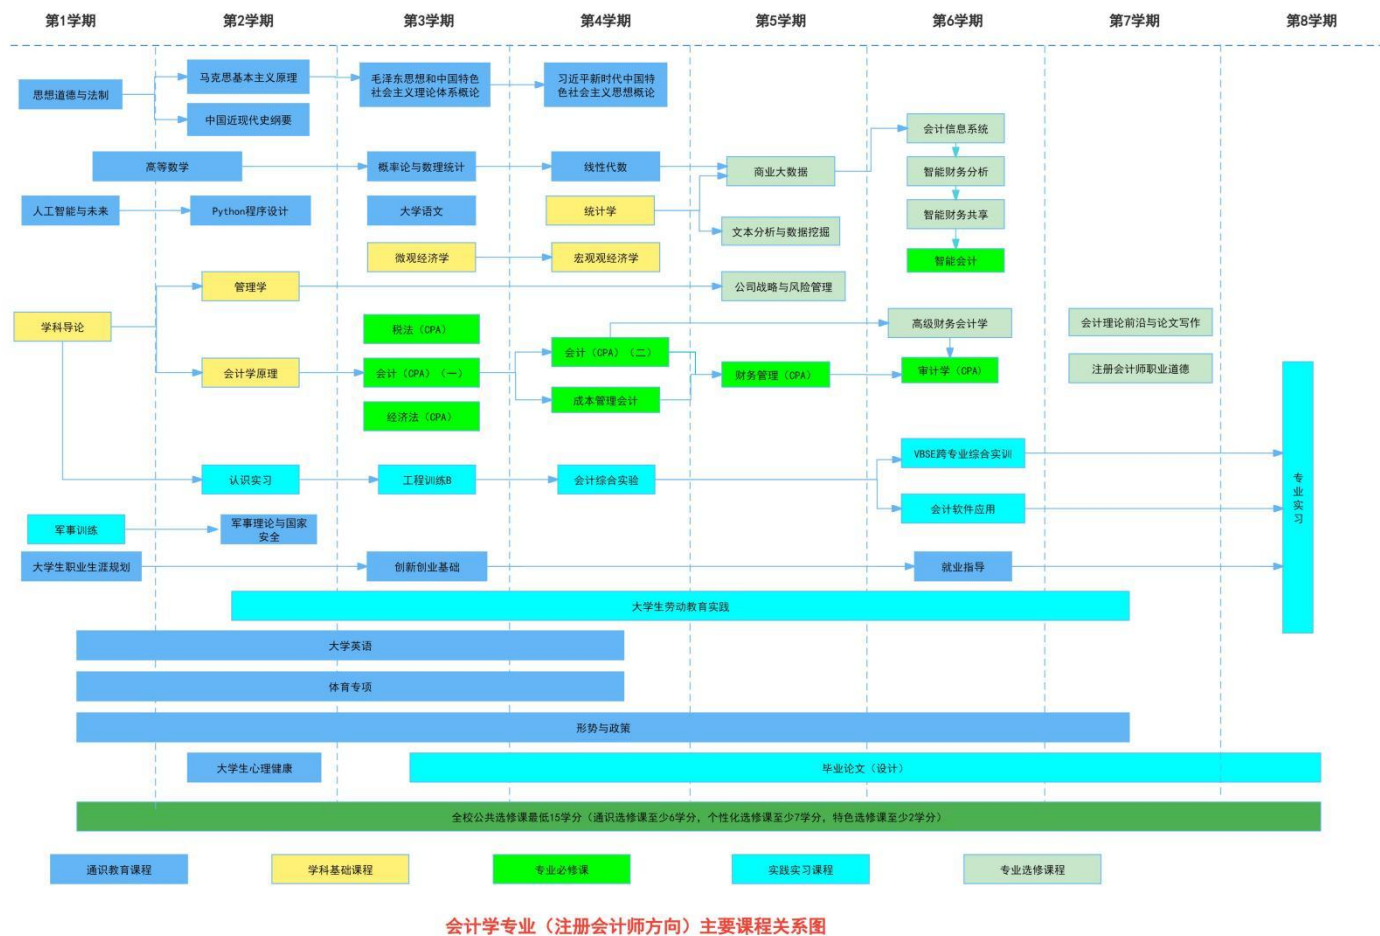 第1学期 第2学期 第3学期 第4学期 第5学期 第6学期 第7学期 第8学期
思想道德与法制
马克思基本主义原理
毛泽东思想和中国特色
社会主义理论体系概论
习近平新时代中国特
色社会主义思想概论
中国近现代史纲要
会计信息系统
高等数学
概率论与数理统计
线性代数
商业大数据
智能财务分析
人工智能与未来
Python程序设计
大学语文
统计学
文本分析与数据挖掘
智能财务共享
微观经济学
宏观观经济学
智能会计
管理学
公司战略与风险管理
学科导论
税法（CPA）
高级财务会计学
会计理论前沿与论文写作
会计学原理
会计（CPA）（一）
会计（CPA）（二）
财务管理（CPA）
审计学（CPA）
注册会计师职业道德
成本管理会计
经济法（CPA）
认识实习
工程训练B
会计综合实验
VBSE跨专业综合实训
会计软件应用
专
业
实
习
军事训练
军事理论与国家
安全
大学生职业生涯规划
创新创业基础
就业指导
大学生劳动教育实践
大学英语
体育专项
形势与政策
大学生心理健康
毕业论文（设计）
全校公共选修课最低15学分（通识选修课至少6学分，个性化选修课至少7学分，特色选修课至少2学分）
通识教育课程 学科基础课程 专业必修课 实践实习课程 专业选修课程
会计学专业（注册会计师方向）主要课程关系图